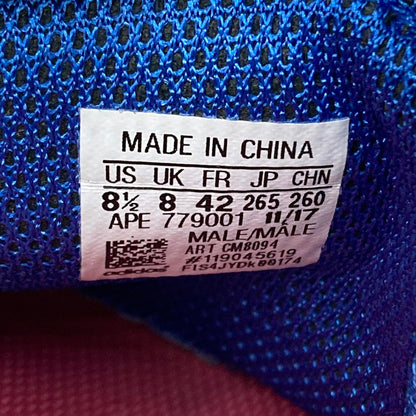 MADE IN CHINA
US UK FR JP CHN
8½ 8 42 265 260
APE 779001 11/17
MALE/MÂLE
ART CM8094
#119045619
F1S4JYDk00174
adidas